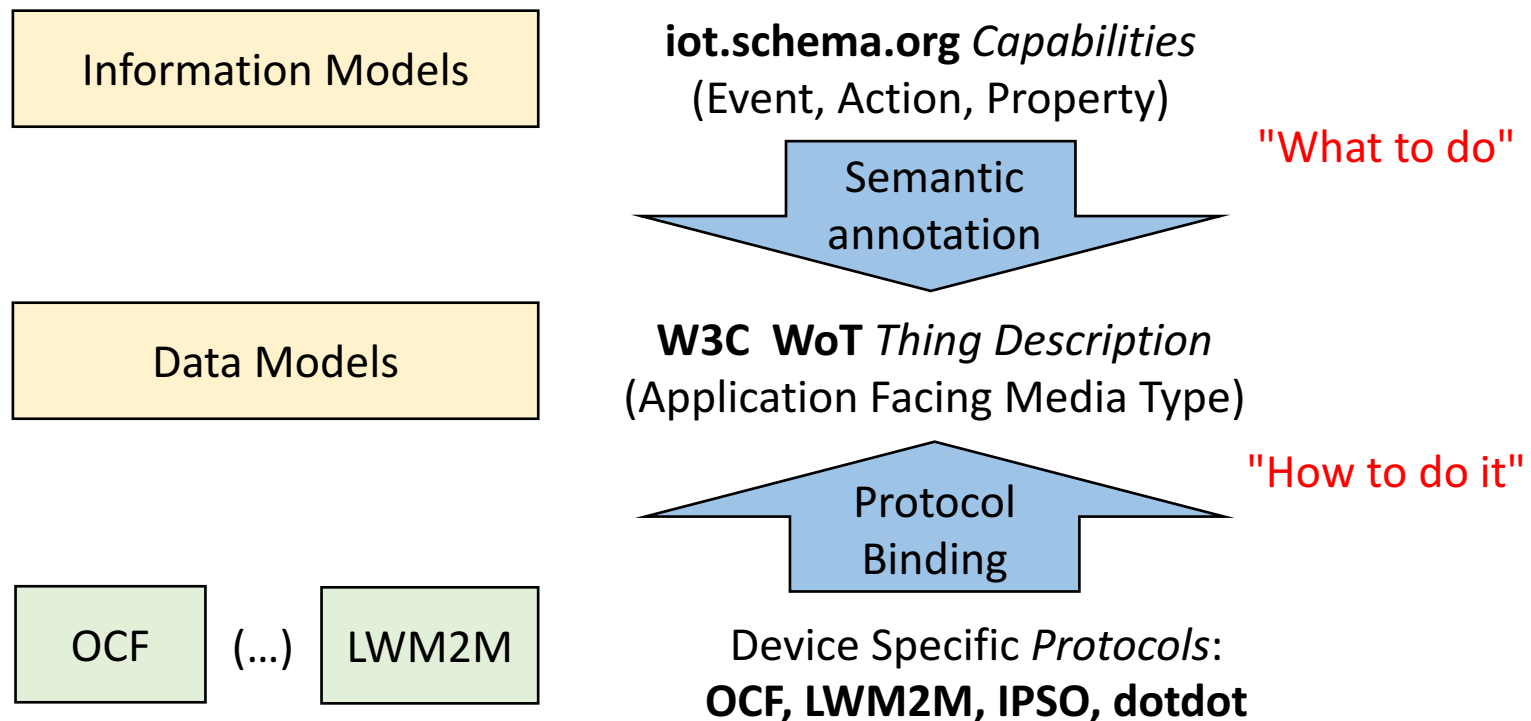 Information Models
iot.schema.org Capabilities
(Event, Action, Property)
"What to do"
Semantic
annotation
Data Models
W3C WoT Thing Description
(Application Facing Media Type)
"How to do it"
Protocol
Binding
OCF
(...)
LWM2M
Device Specific Protocols:
OCF, LWM2M, IPSO, dotdot